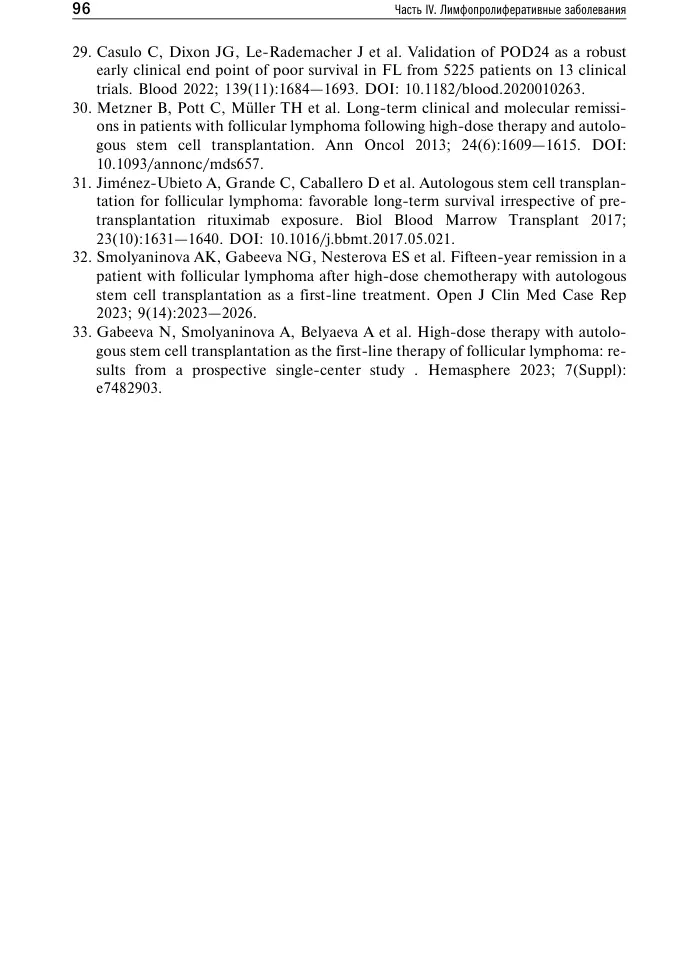 96
Часть IV. Лимфопролиферативные заболевания
29. Casulo C, Dixon JG, Le-Rademacher J et al. Validation of POD24 as a robust
early clinical end point of poor survival in FL from 5225 patients on 13 clinical
trials. Blood 2022; 139(11):1684—1693. DOI: 10.1182/blood.2020010263.
30. Metzner B, Pott C, Müller TH et al. Long-term clinical and molecular remissi-
ons in patients with follicular lymphoma following high-dose therapy and autolo-
gous stem cell transplantation. Ann Oncol 2013; 24(6):1609—1615. DOI:
10.1093/annonc/mds657.
31. Jiménez-Ubieto A, Grande C, Caballero D et al. Autologous stem cell transplan-
tation for follicular lymphoma: favorable long-term survival irrespective of pre-
transplantation rituximab exposure. Biol Blood Marrow Transplant 2017;
23(10):1631—1640. DOI: 10.1016/j.bbmt.2017.05.021.
32. Smolyaninova AK, Gabeeva NG, Nesterova ES et al. Fifteen-year remission in a
patient with follicular lymphoma after high-dose chemotherapy with autologous
stem cell transplantation as a first-line treatment. Open J Clin Med Case Rep
2023; 9(14):2023—2026.
33. Gabeeva N, Smolyaninova A, Belyaeva A et al. High-dose therapy with autolo-
gous stem cell transplantation as the first-line therapy of follicular lymphoma: re-
sults from a prospective single-center study . Hemasphere 2023; 7(Suppl):
e7482903.